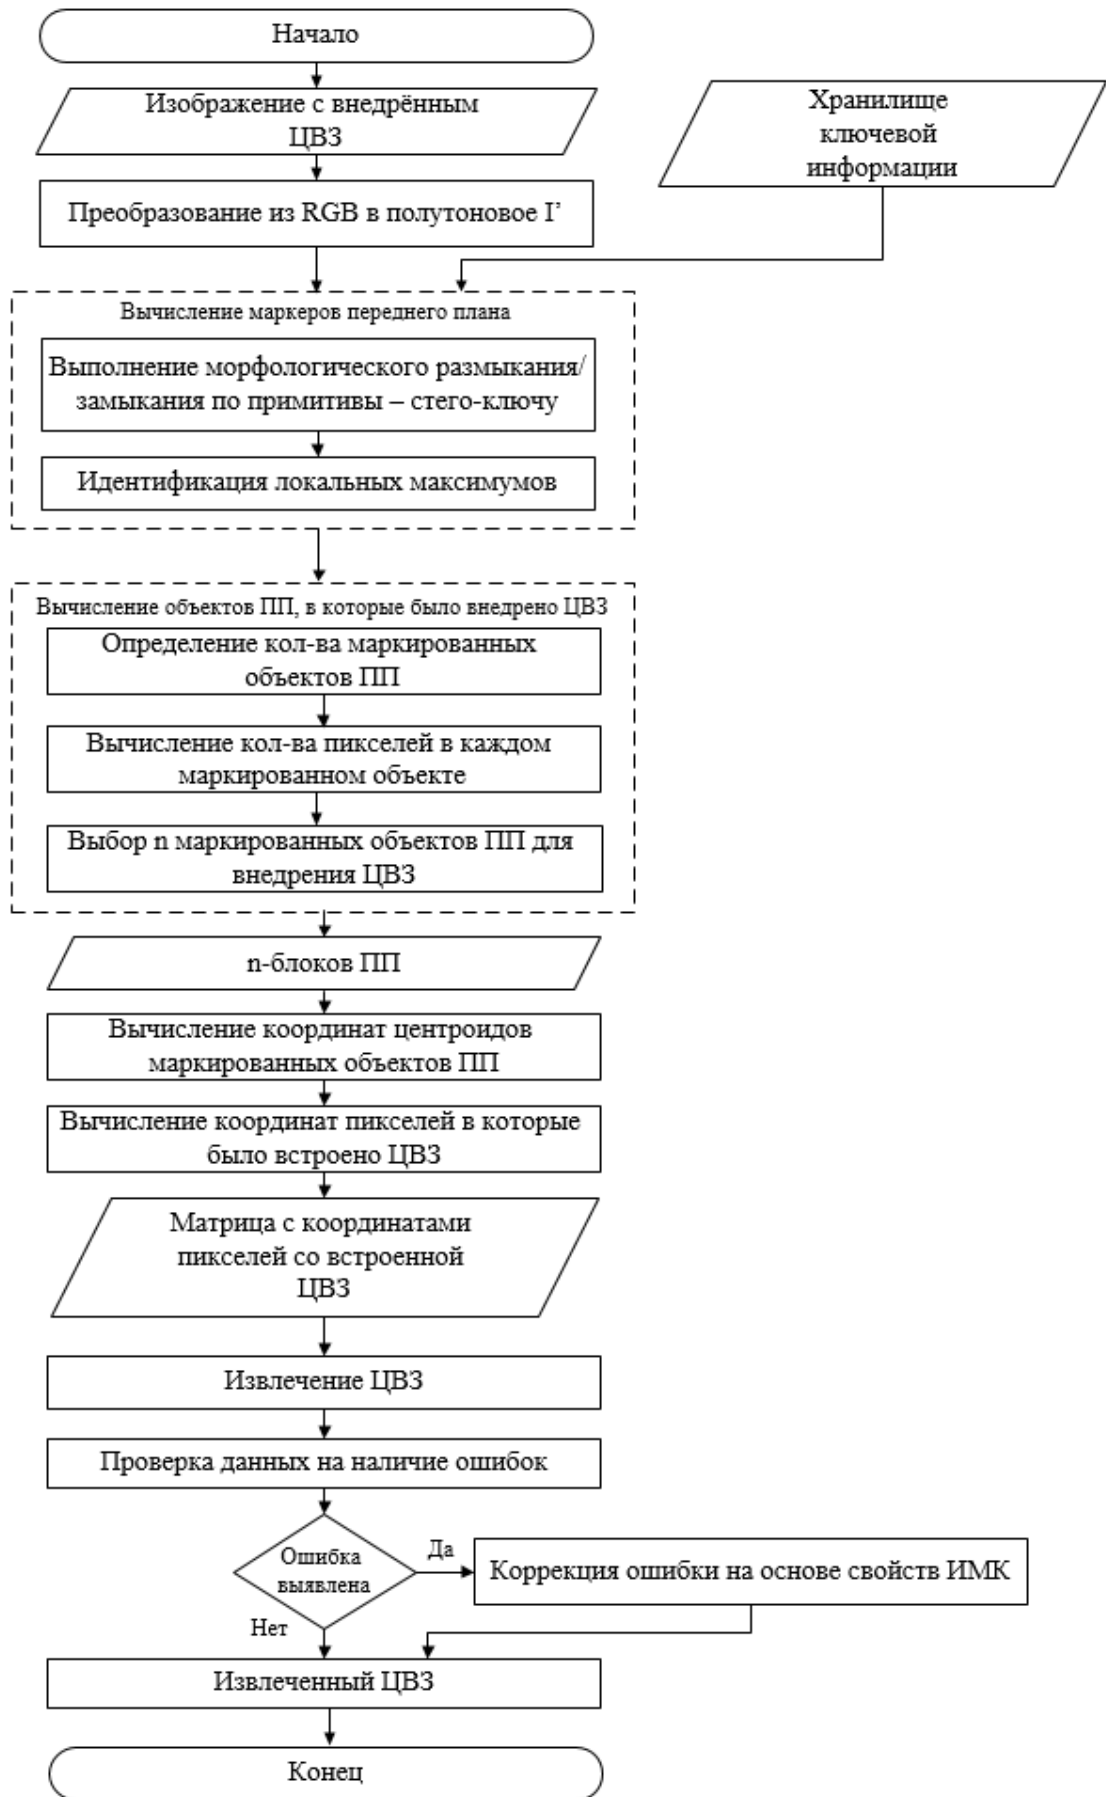 Начало
Изображение с внедрённым
ЦВЗ
Хранилище
ключевой
информации
Преобразование из RGB в полутоновое I’
Вычисление маркеров переднего плана
Выполнение морфологического размыкания/
замыкания по примитивы – стего-ключу
Идентификация локальных максимумов
Вычисление объектов ПП, в которые было внедрено ЦВЗ
Определение кол-ва маркированных
объектов ПП
Вычисление кол-ва пикселей в каждом
маркированном объекте
Выбор n маркированных объектов ПП для
внедрения ЦВЗ
n-блоков ПП
Вычисление координат центроидов
маркированных объектов ПП
Вычисление координат пикселей в которые
было встроено ЦВЗ
Матрица с координатами
пикселей со встроенной
ЦВЗ
Извлечение ЦВЗ
Проверка данных на наличие ошибок
Ошибка
выявлена
Да
Коррекция ошибки на основе свойств ИМК
Нет
Извлеченный ЦВЗ
Конец